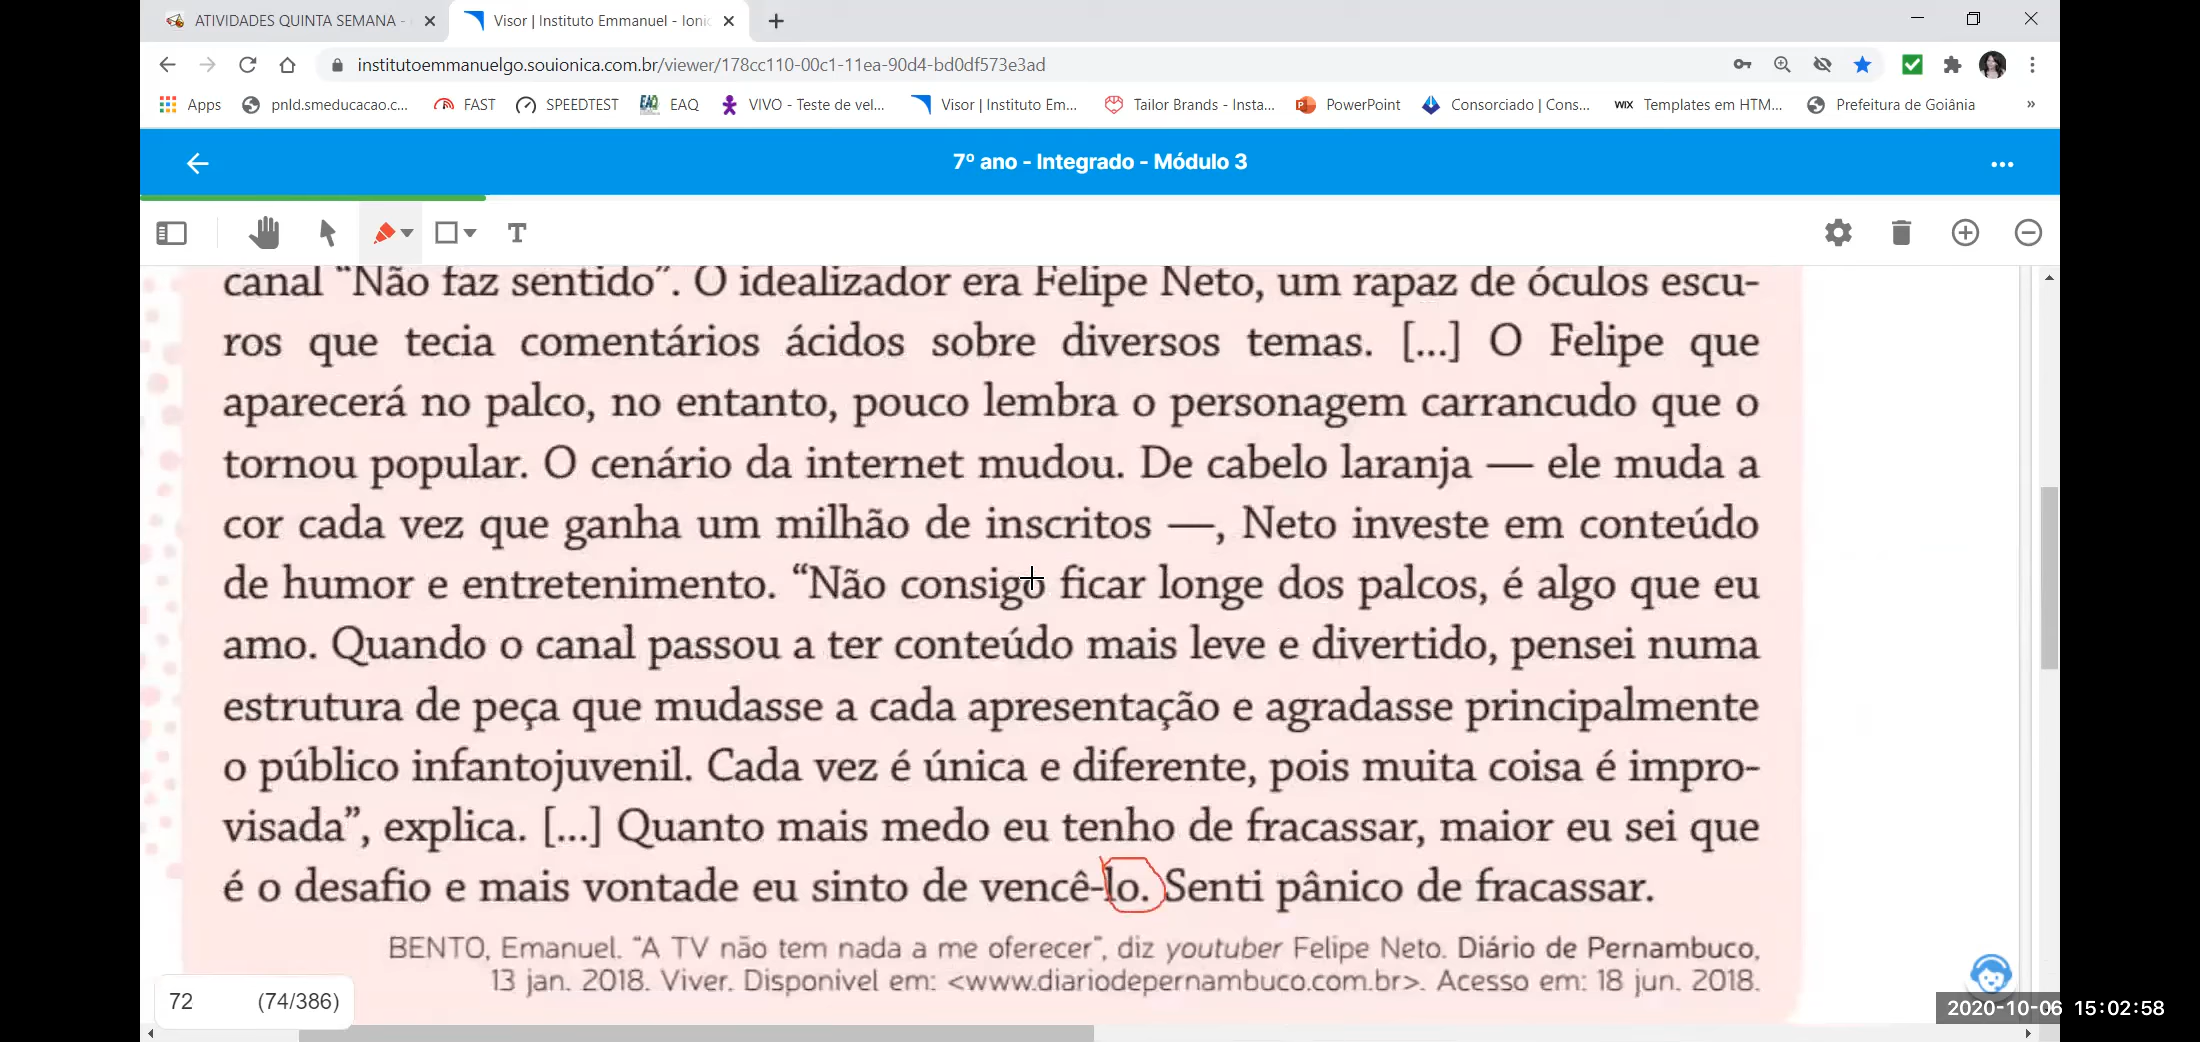 ATIVIDADES QUINTA SEMANA -
Visor | Instituto Emmanuel - Ionic
institutoemmanuelgo.souionica.com.br/viewer/178cc110-00c1-11ea-90d4-bd0df573e3ad
Apps pnld.smeducacao.c... FAST SPEEDTEST EAQ EAQ VIVO - Teste de vel... Visor | Instituto Em... Tailor Brands - Insta... PowerPoint Consorciado | Cons... WIX Templates em HTM... Prefeitura de Goiânia »
7º ano - Integrado - Módulo 3
T
canal “Não faz sentido”. O idealizador era Felipe Neto, um rapaz de óculos escu-
ros que tecia comentários ácidos sobre diversos temas. [...] O Felipe que
aparecerá no palco, no entanto, pouco lembra o personagem carrancudo que o
tornou popular. O cenário da internet mudou. De cabelo laranja — ele muda a
cor cada vez que ganha um milhão de inscritos —, Neto investe em conteúdo
de humor e entretenimento. “Não consigo ficar longe dos palcos, é algo que eu
amo. Quando o canal passou a ter conteúdo mais leve e divertido, pensei numa
estrutura de peça que mudasse a cada apresentação e agradasse principalmente
o público infantojuvenil. Cada vez é única e diferente, pois muita coisa é impro-
visada”, explica. [...] Quanto mais medo eu tenho de fracassar, maior eu sei que
é o desafio e mais vontade eu sinto de vencê-lo. Senti pânico de fracassar.
BENTO, Emanuel. “A TV não tem nada a me oferecer”, diz youtuber Felipe Neto. Diário de Pernambuco,
13 jan. 2018. Viver. Disponível em: <www.diariodepernambuco.com.br>. Acesso em: 18 jun. 2018.
72 (74/386)
2020-10-06 15:02:58